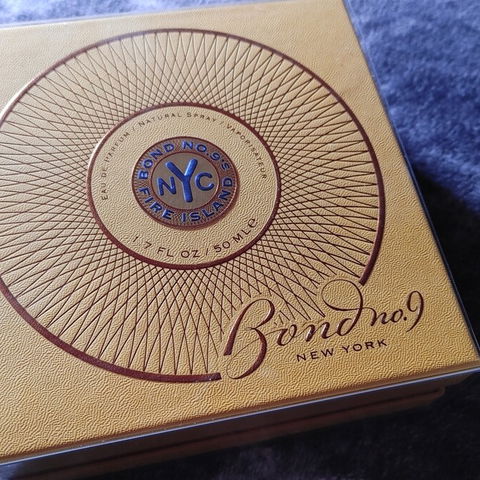 EAU DE PARFUM / NATURAL SPRAY / VAPORISATEUR
BOND NO.9'S
NYC
FIRE ISLAND
1.7 FL OZ / 50 ML℮
Bond no.9
NEW YORK